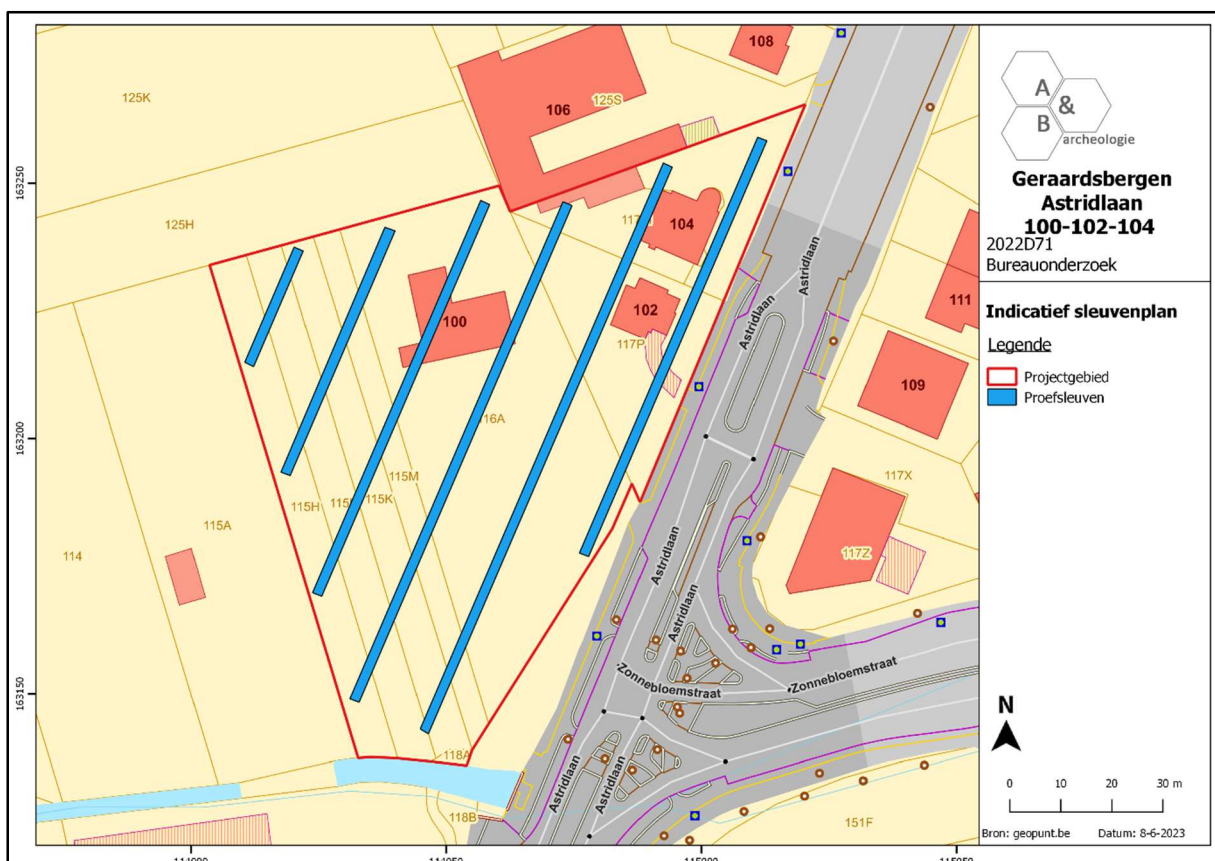 A
&
B
archeologie
Geraardsbergen
Astridlaan
100-102-104
2022D71
Bureauonderzoek
Indicatief sleuvenplan
Legende
Projectgebied
Proefsleuven
N
0 10 20 30 m
Bron: geopunt.be Datum: 8-6-2023
163250
163200
163150
125K
106
125S
108
125H
104
100
102
117P
111
109
116A
115M
115K
115H
115A
114
117X
117Z
118A
118B
151F
Astridlaan
Astridlaan
Astridlaan
Astridlaan
Astridlaan
Astridlaan
Astridlaan
Zonnebloemstraat
Zonnebloemstraat